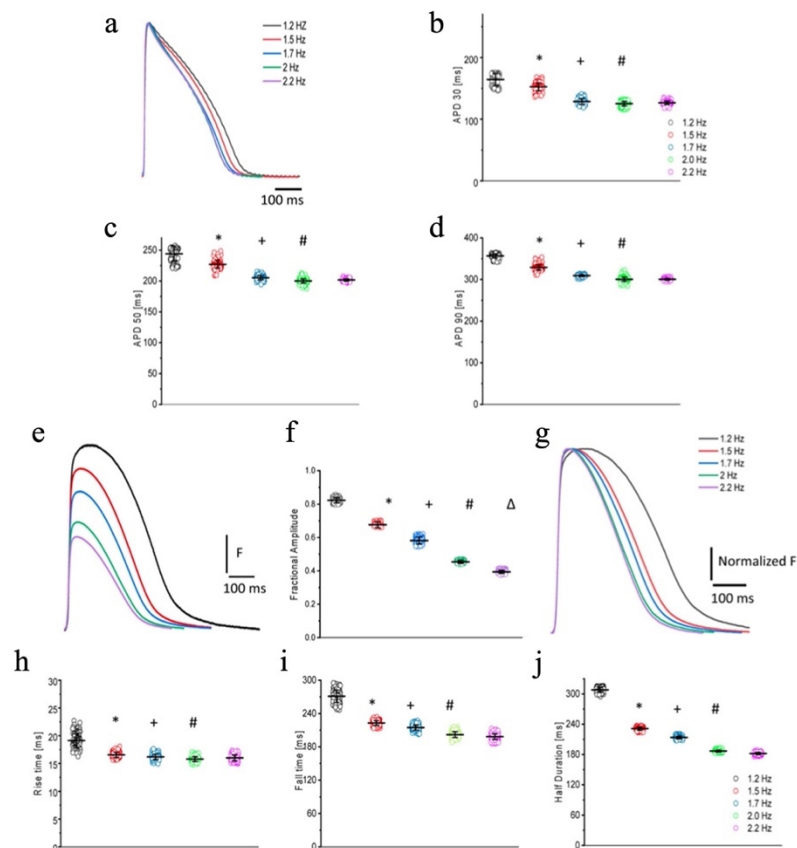 a
1.2 HZ
1.5 Hz
1.7 Hz
2 Hz
2.2 Hz
100 ms
b
APD 30 [ms]
200
100
0
* + #
1.2 Hz
1.5 Hz
1.7 Hz
2.0 Hz
2.2 Hz
c
APD 50 [ms]
250
200
150
100
50
0
* + #
d
APD 90 [ms]
400
300
200
100
0
* + #
e
F
100 ms
f
Fractional Amplitude
1.0
0.8
0.6
0.4
0.2
0.0
* + # Δ
g
1.2 Hz
1.5 Hz
1.7 Hz
2 Hz
2.2 Hz
Normalized F
100 ms
h
Rise time [ms]
30
25
20
15
10
5
0
* + #
i
Fall time [ms]
300
240
180
120
60
0
* + #
j
Half Duration [ms]
300
240
180
120
60
0
* + #
1.2 Hz
1.5 Hz
1.7 Hz
2.0 Hz
2.2 Hz